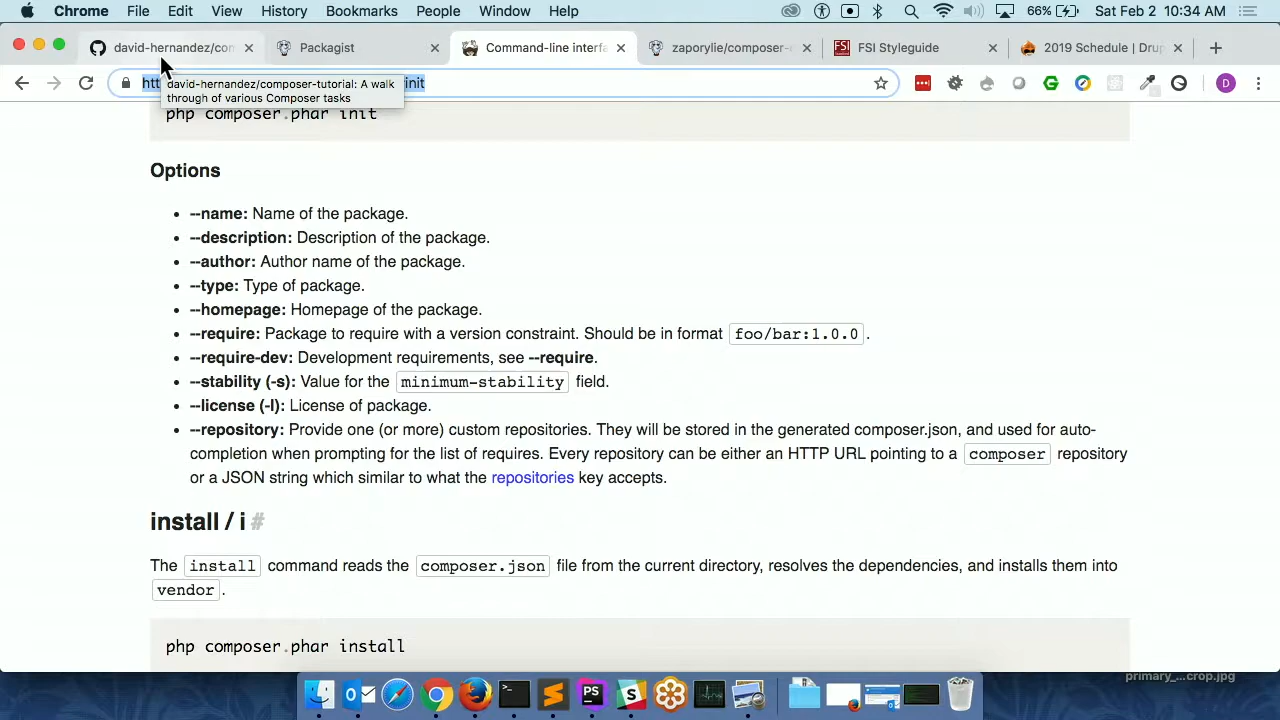 Chrome File Edit View History Bookmarks People Window Help 66% Sat Feb 2 10:34 AM
david-hernandez/con Packagist Command-line interfa zaporylie/composer- FSI Styleguide 2019 Schedule | Drup
htt init
david-hernandez/composer-tutorial: A walk
through of various Composer tasks
php composer.phar init
Options
--name: Name of the package.
--description: Description of the package.
--author: Author name of the package.
--type: Type of package.
--homepage: Homepage of the package.
--require: Package to require with a version constraint. Should be in format foo/bar:1.0.0.
--require-dev: Development requirements, see --require.
--stability (-s): Value for the minimum-stability field.
--license (-l): License of package.
--repository: Provide one (or more) custom repositories. They will be stored in the generated composer.json, and used for auto-
completion when prompting for the list of requires. Every repository can be either an HTTP URL pointing to a composer repository
or a JSON string which similar to what the repositories key accepts.
install / i #
The install command reads the composer.json file from the current directory, resolves the dependencies, and installs them into
vendor.
php composer.phar install
primary_...crop.jpg